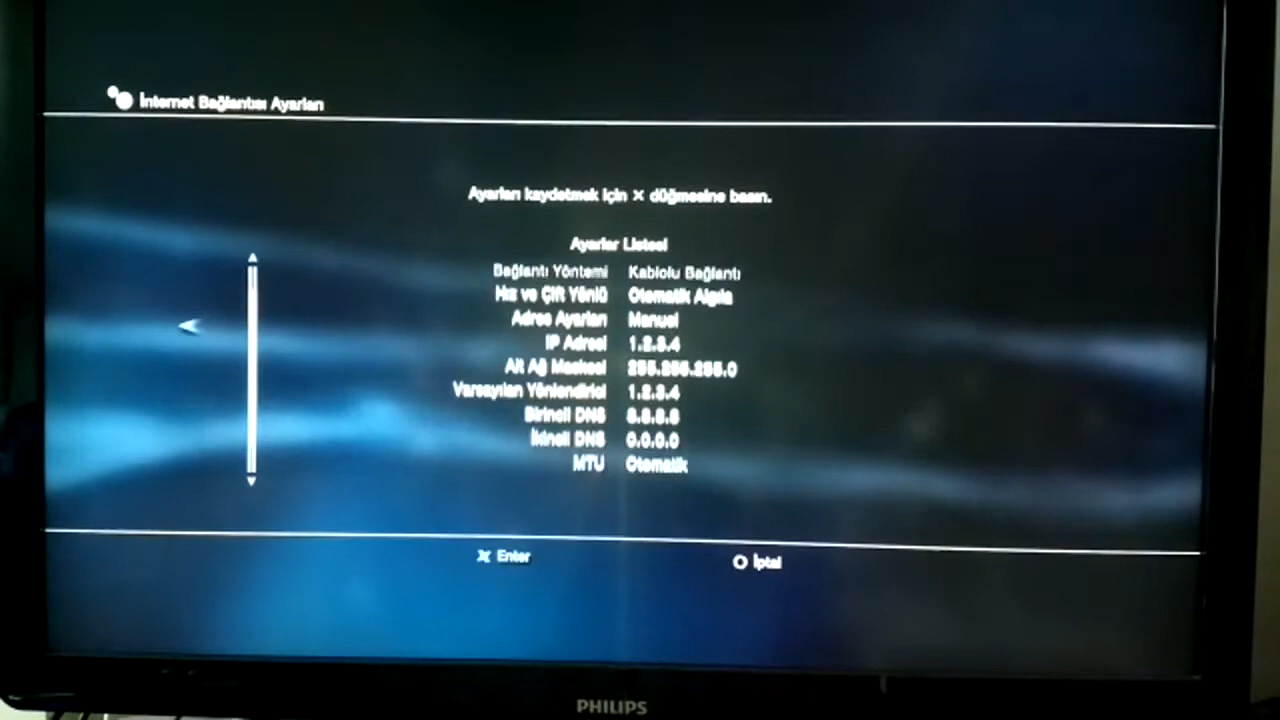 İnternet Bağlantısı Ayarları
Ayarları kaydetmek için ✕ düğmesine basın.
Ayarlar Listesi
Bağlantı Yöntemi Kablolu Bağlantı
Hız ve Çift Yönlü Otomatik Algıla
Adres Ayarları Manuel
IP Adresi 1.2.3.4
Alt Ağ Maskesi 255.255.255.0
Varsayılan Yönlendirici 1.2.3.4
Birincil DNS 8.8.8.8
İkincil DNS 0.0.0.0
MTU Otomatik
✕ Enter
○ İptal
PHILIPS